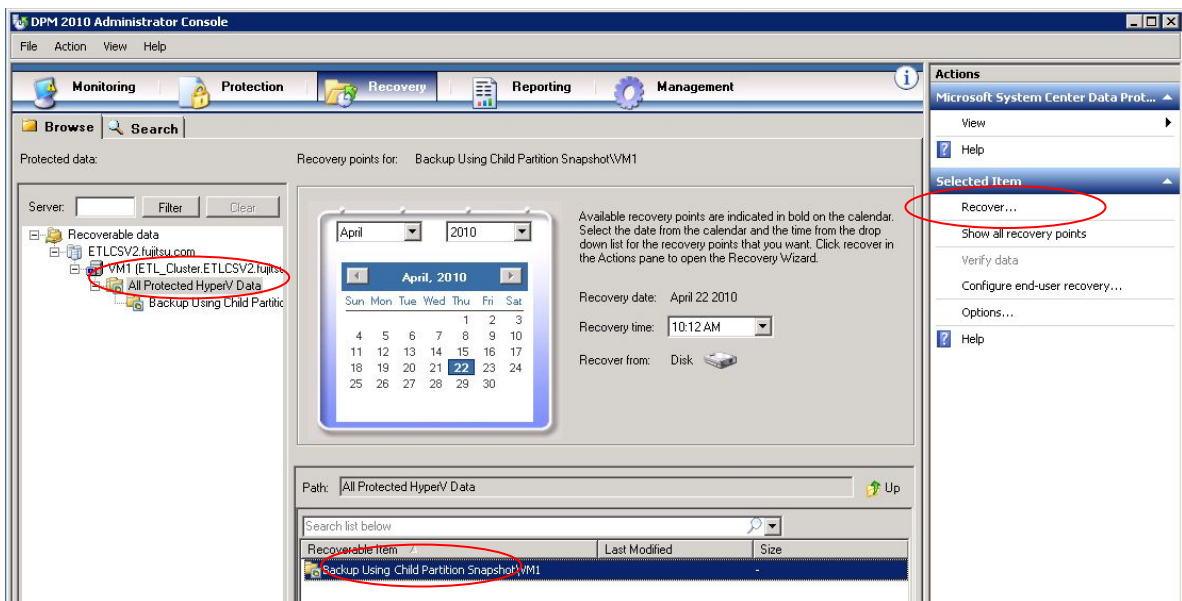 DPM 2010 Administrator Console
File Action View Help
Monitoring Protection Recovery Reporting Management
Browse Search
Protected data:
Recovery points for: Backup Using Child Partition Snapshot\VM1
Server: Filter Clear
Recoverable data
ETLCSV2.fujitsu.com
VM1 (ETL_Cluster.ETLCSV2.fujitsu
All Protected HyperV Data
Backup Using Child Partitic
April 2010
April, 2010
Sun Mon Tue Wed Thu Fri Sat
1 2 3
4 5 6 7 8 9 10
11 12 13 14 15 16 17
18 19 20 21 22 23 24
25 26 27 28 29 30
Available recovery points are indicated in bold on the calendar.
Select the date from the calendar and the time from the drop
down list for the recovery points that you want. Click recover in
the Actions pane to open the Recovery Wizard.
Recovery date: April 22 2010
Recovery time: 10:12 AM
Recover from: Disk
Path: All Protected HyperV Data Up
Search list below
Recoverable Item Last Modified Size
Backup Using Child Partition Snapshot\VM1 -
Actions
Microsoft System Center Data Prot...
View
Help
Selected Item
Recover...
Show all recovery points
Verify data
Configure end-user recovery...
Options...
Help